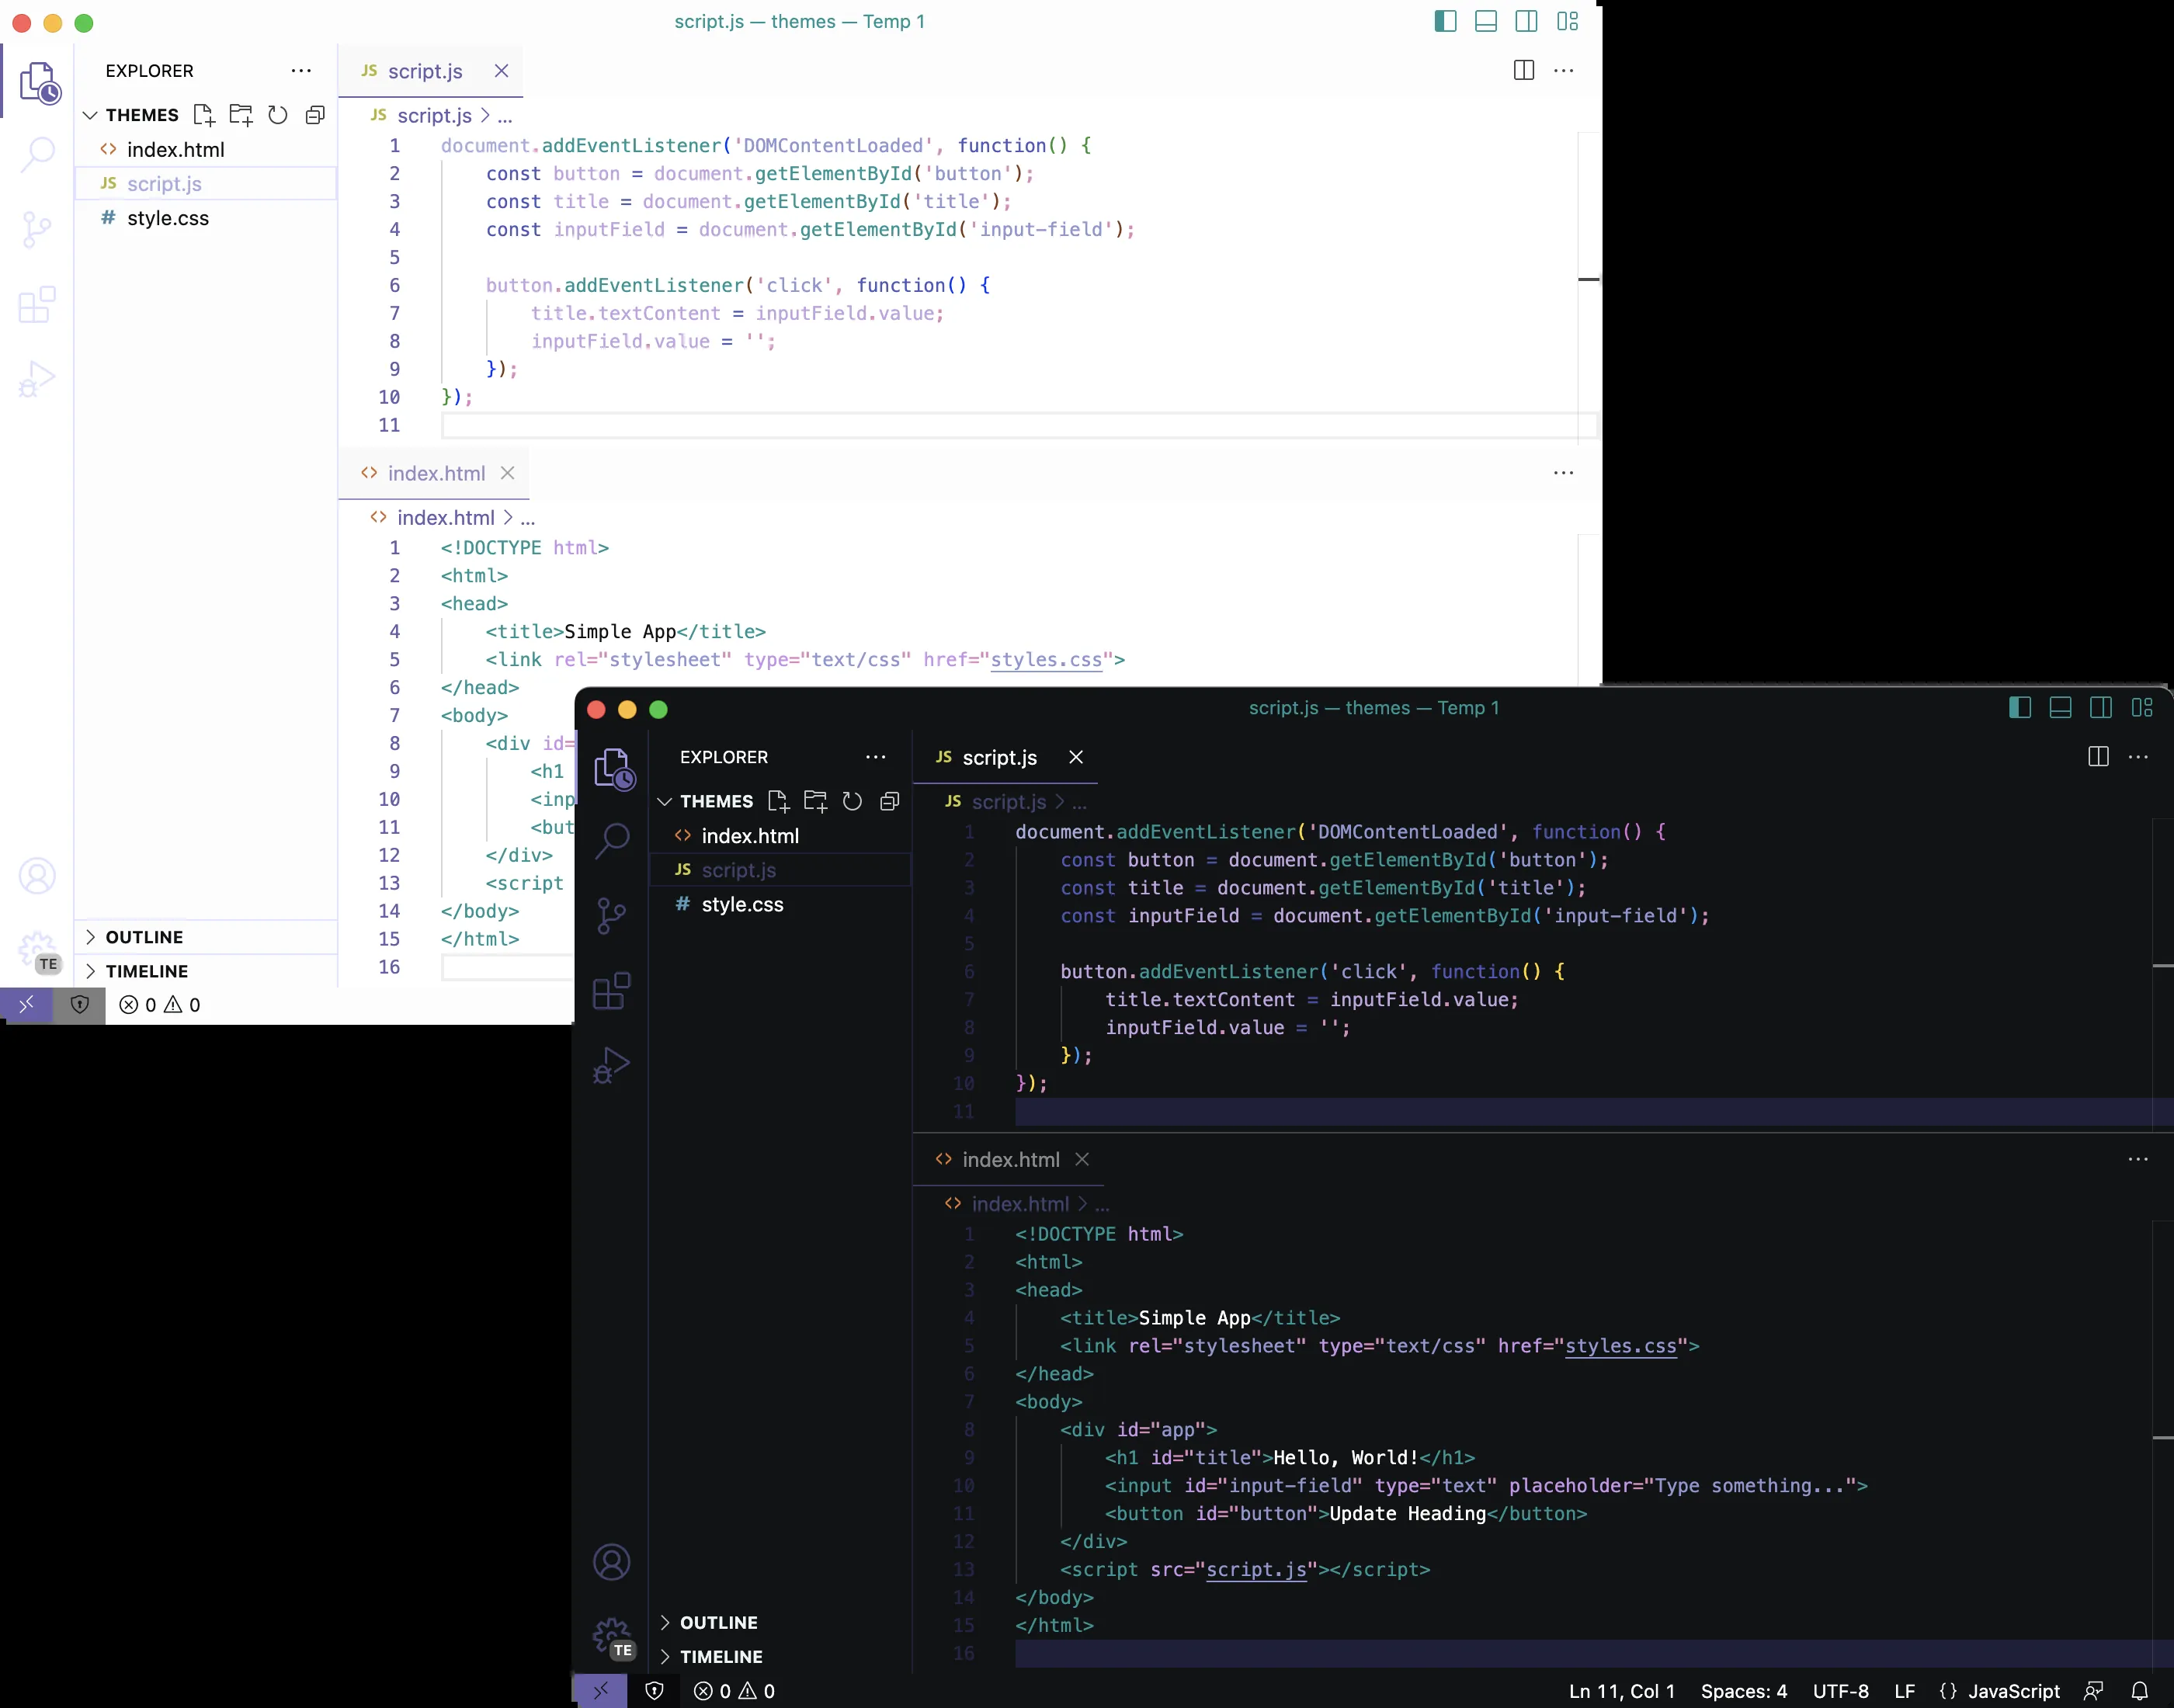 script.js — themes — Temp 1
EXPLORER
THEMES
index.html
script.js
style.css
OUTLINE
TIMELINE
TE
0 0
JS script.js
JS script.js > ...
1 document.addEventListener('DOMContentLoaded', function() {
2 const button = document.getElementById('button');
3 const title = document.getElementById('title');
4 const inputField = document.getElementById('input-field');
5
6 button.addEventListener('click', function() {
7 title.textContent = inputField.value;
8 inputField.value = '';
9 });
10 });
11
<> index.html
<> index.html > ...
1 <!DOCTYPE html>
2 <html>
3 <head>
4 <title>Simple App</title>
5 <link rel="stylesheet" type="text/css" href="styles.css">
6 </head>
7 <body>
8 <div id=
9 <h1
10 <inp
11 <but
12 </div>
13 <script
14 </body>
15 </html>
16
script.js — themes — Temp 1
EXPLORER
THEMES
<> index.html
JS script.js
# style.css
OUTLINE
TIMELINE
TE
JS script.js
JS script.js > ...
1 document.addEventListener('DOMContentLoaded', function() {
2 const button = document.getElementById('button');
3 const title = document.getElementById('title');
4 const inputField = document.getElementById('input-field');
5
6 button.addEventListener('click', function() {
7 title.textContent = inputField.value;
8 inputField.value = '';
9 });
10 });
11
<> index.html
<> index.html > ...
1 <!DOCTYPE html>
2 <html>
3 <head>
4 <title>Simple App</title>
5 <link rel="stylesheet" type="text/css" href="styles.css">
6 </head>
7 <body>
8 <div id="app">
9 <h1 id="title">Hello, World!</h1>
10 <input id="input-field" type="text" placeholder="Type something...">
11 <button id="button">Update Heading</button>
12 </div>
13 <script src="script.js"></script>
14 </body>
15 </html>
16
0 0 Ln 11, Col 1 Spaces: 4 UTF-8 LF {} JavaScript